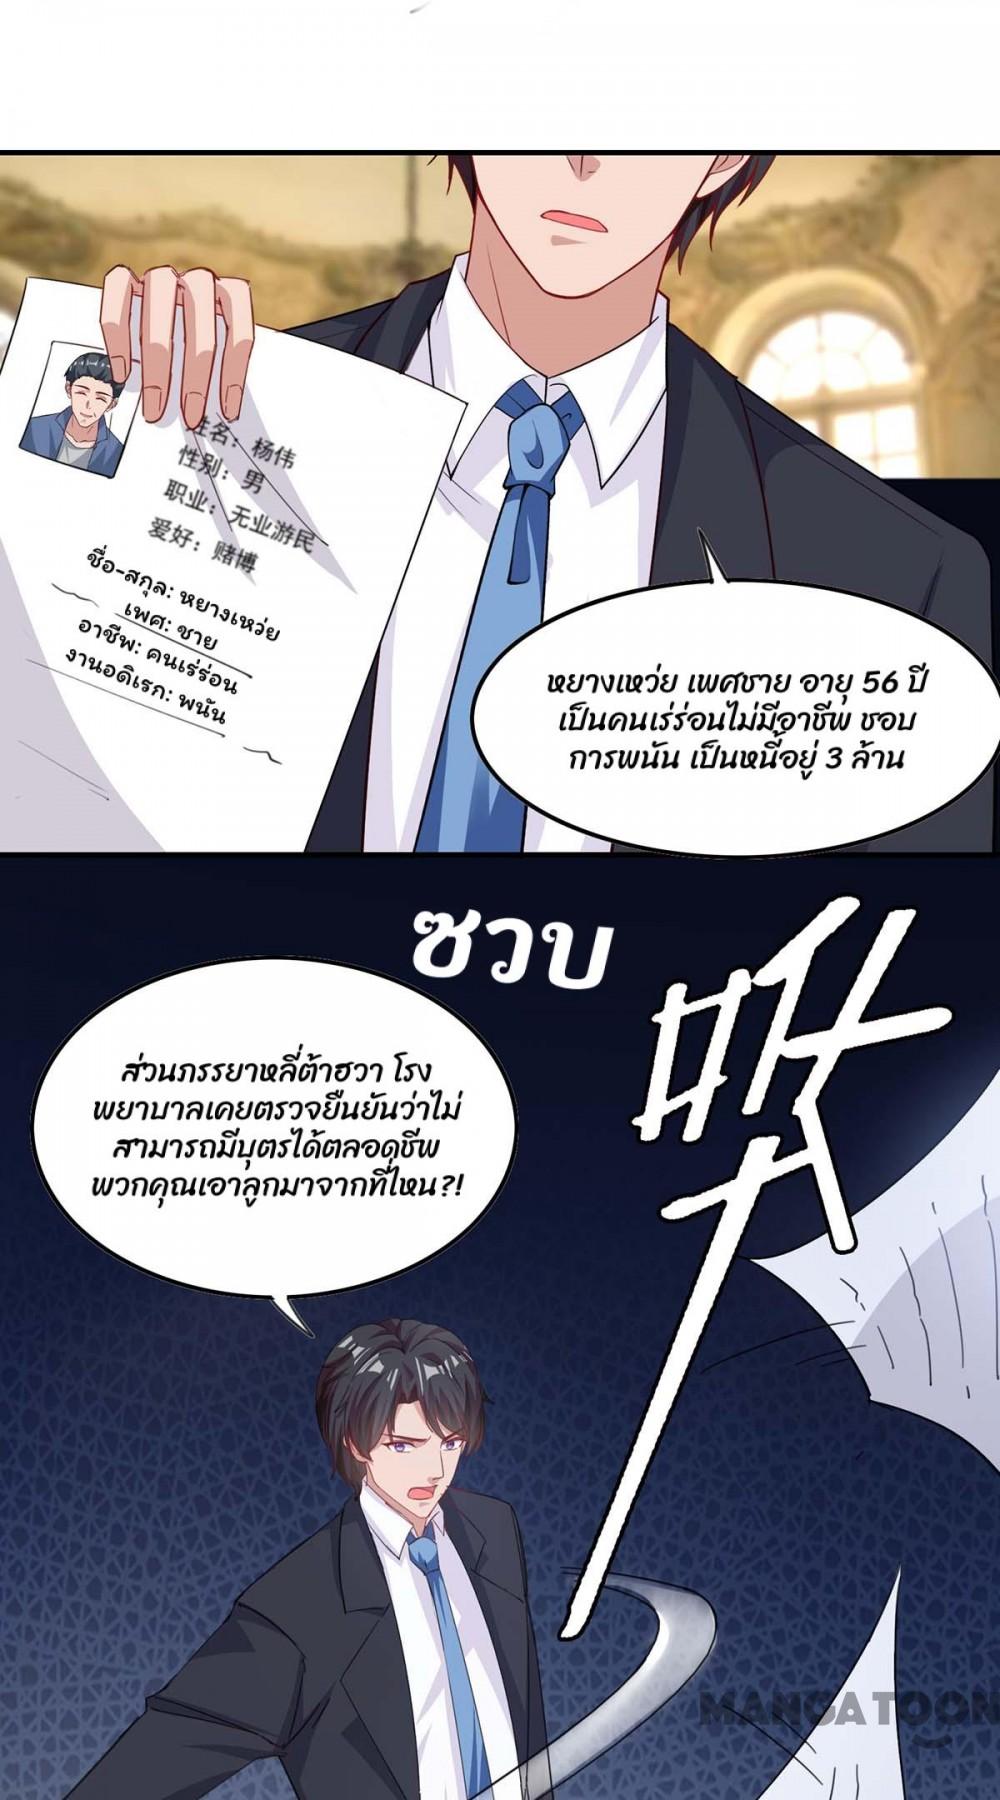 姓名：杨伟
性别：男
职业：无业游民
爱好：赌博
ชื่อ-สกุล: หยางเหว่ย
เพศ: ชาย
อาชีพ: คนเร่ร่อน
งานอดิเรก: พนัน
หยางเหว่ย เพศชาย อายุ 56 ปี
เป็นคนเร่ร่อนไม่มีอาชีพ ชอบ
การพนัน เป็นหนี้อยู่ 3 ล้าน
ซวบ
ส่วนภรรยาหลี่ต้าฮวา โรง
พยาบาลเคยตรวจยืนยันว่าไม่
สามารถมีบุตรได้ตลอดชีพ
พวกคุณเอาลูกมาจากที่ไหน?!
MANGATOON